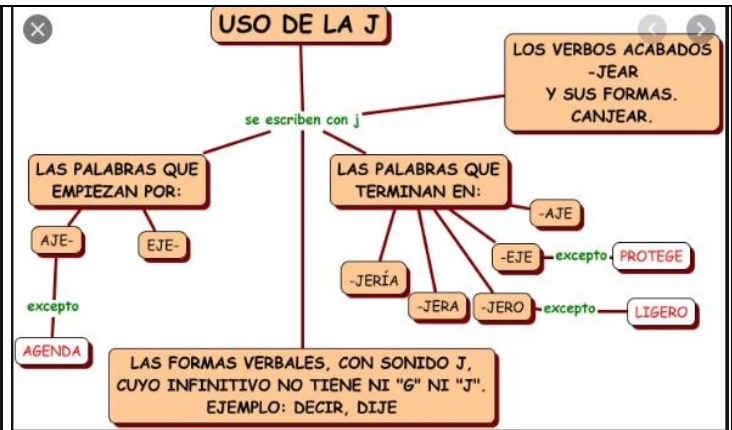 USO DE LA J
LOS VERBOS ACABADOS
-JEAR
Y SUS FORMAS.
CANJEAR.
se escriben con j
LAS PALABRAS QUE
EMPIEZAN POR:
LAS PALABRAS QUE
TERMINAN EN:
AJE-
EJE-
excepto
AGENDA
-JERÍA
-JERA
-JERO
excepto
LIGERO
-EJE
excepto
PROTEGE
-AJE
LAS FORMAS VERBALES, CON SONIDO J,
CUYO INFINITIVO NO TIENE NI "G" NI "J".
EJEMPLO: DECIR, DIJE